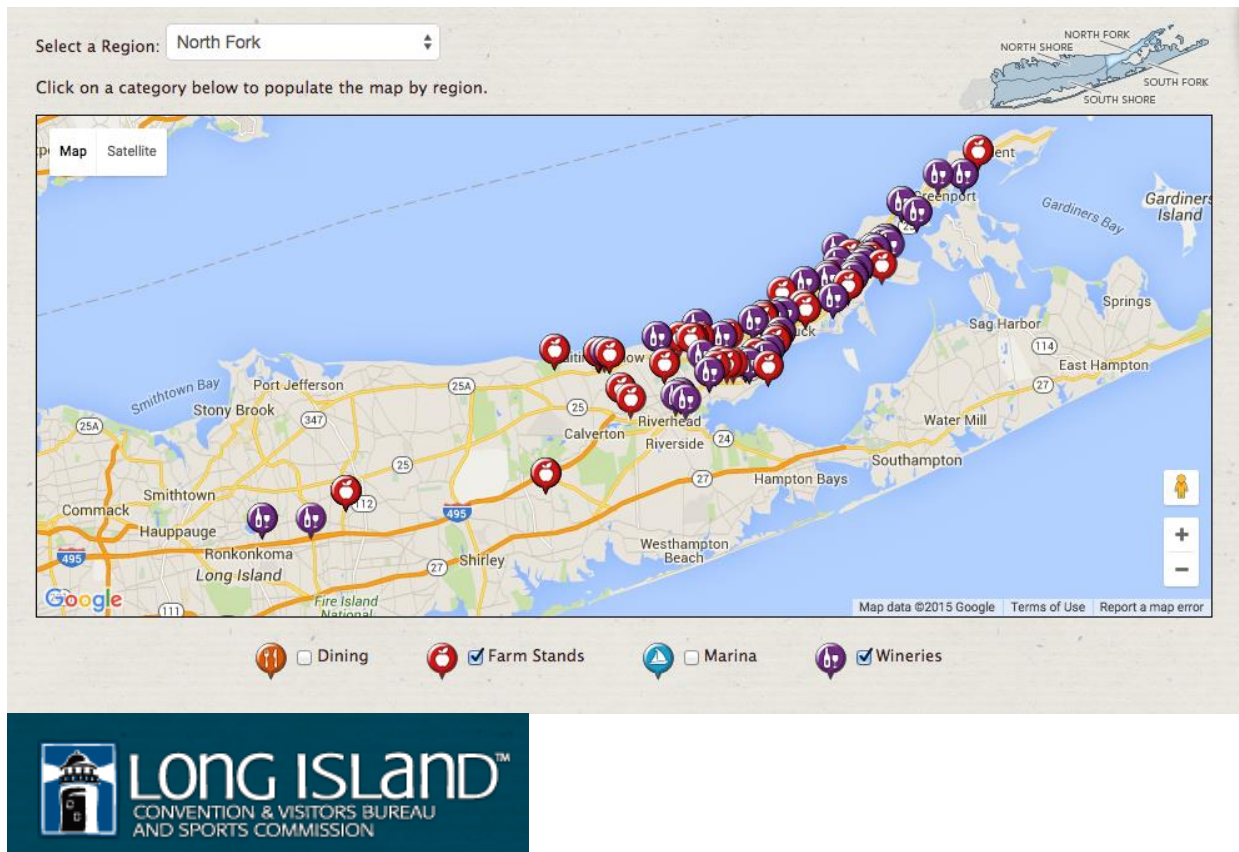 Select a Region: North Fork
NORTH FORK
NORTH SHORE
SOUTH FORK
SOUTH SHORE
Click on a category below to populate the map by region.
Map Satellite
Greenport
Gardiners Bay
Gardiners
Island
Springs
Sag Harbor
114
East Hampton
27
Smithtown Bay
Port Jefferson
25A
Stony Brook
347
25A
25
Riverhead
Water Mill
Calverton
Riverside
24
25
Southampton
27
Hampton Bays
Smithtown
112
Commack
495
Hauppauge
Westhampton
Beach
Ronkonkoma
495
27
Shirley
Long Island
Google
111
Fire Island
National
Map data ©2015 Google Terms of Use Report a map error
Dining Farm Stands Marina Wineries
LONG ISLAND™
CONVENTION & VISITORS BUREAU
AND SPORTS COMMISSION